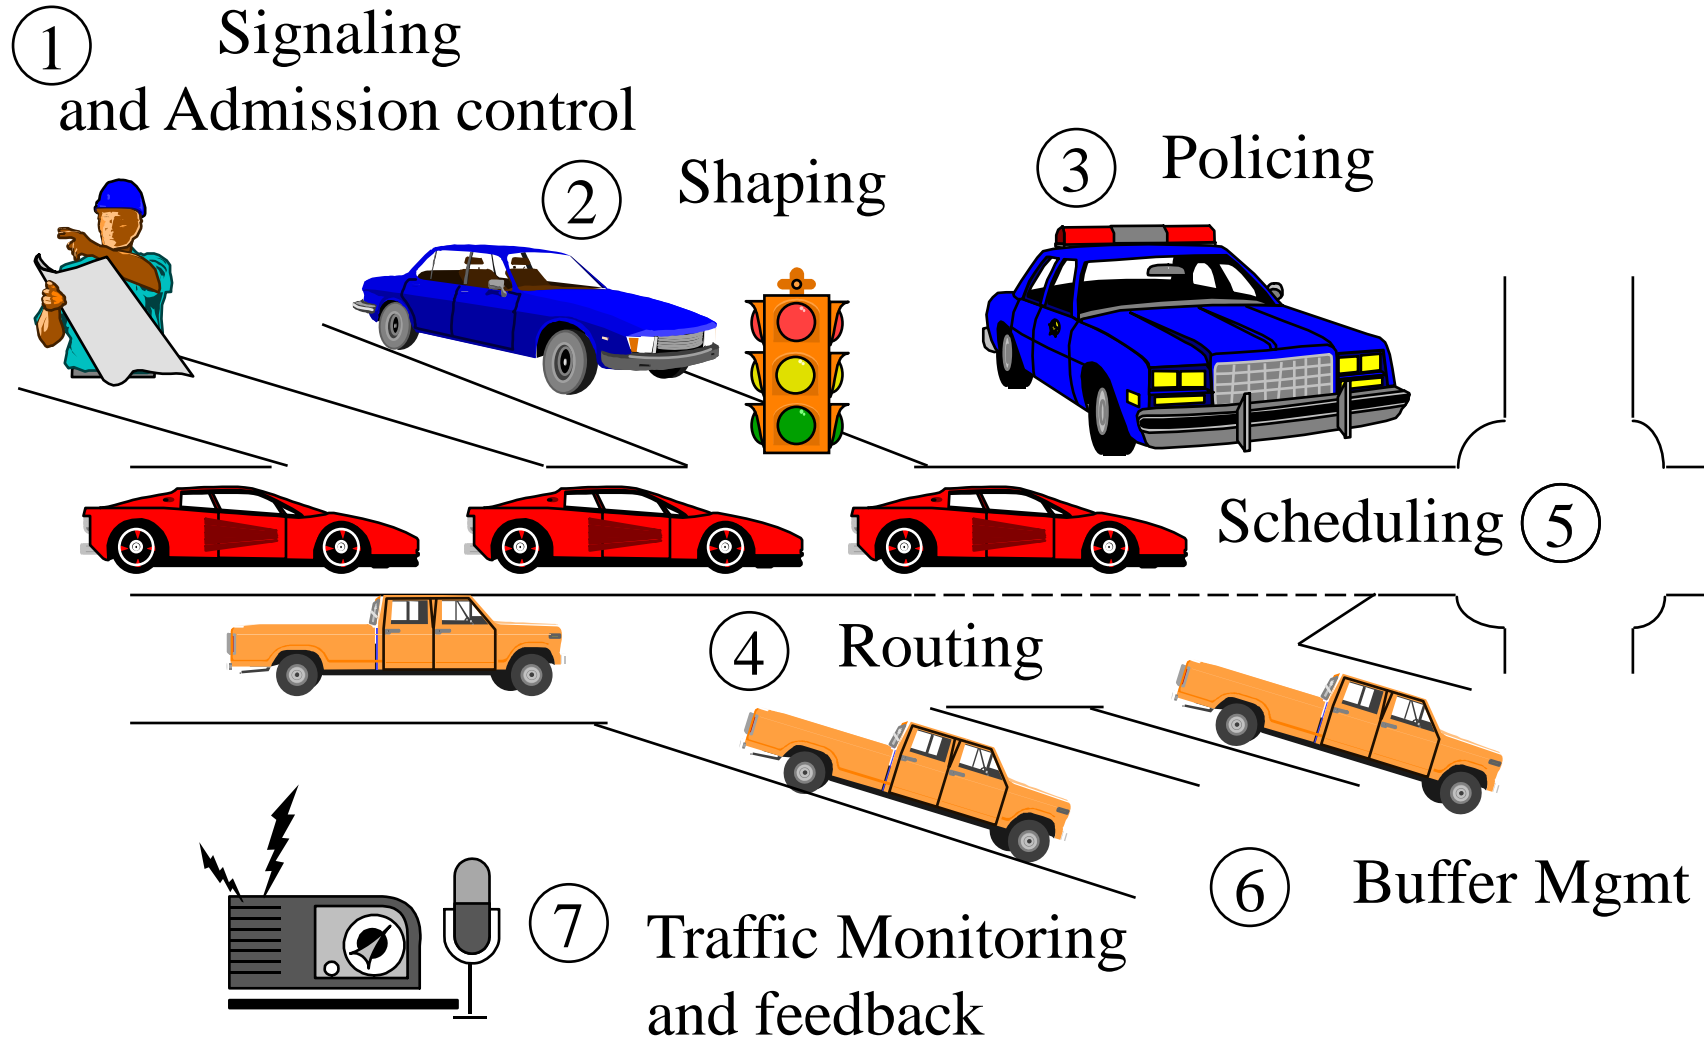 1
Signaling
and Admission control
2
Shaping
3
Policing
Scheduling 5
4
Routing
6
Buffer Mgmt
7
Traffic Monitoring
and feedback